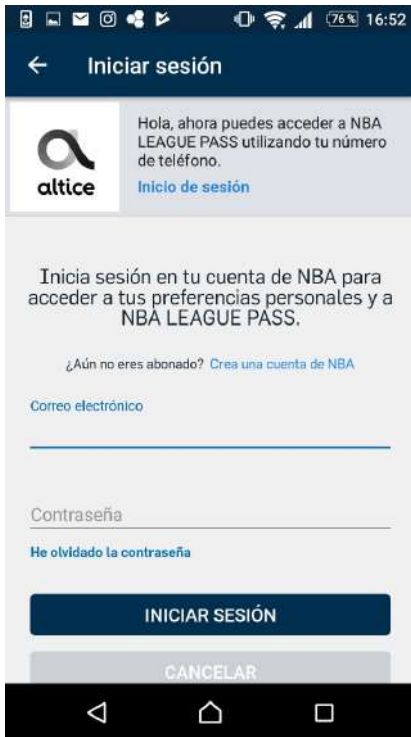 76% 16:52
Iniciar sesión
Hola, ahora puedes acceder a NBA
LEAGUE PASS utilizando tu número
de teléfono.
altice
Inicio de sesión
Inicia sesión en tu cuenta de NBA para
acceder a tus preferencias personales y a
NBA LEAGUE PASS.
¿Aún no eres abonado? Crea una cuenta de NBA
Correo electrónico
Contraseña
He olvidado la contraseña
INICIAR SESIÓN
CANCELAR